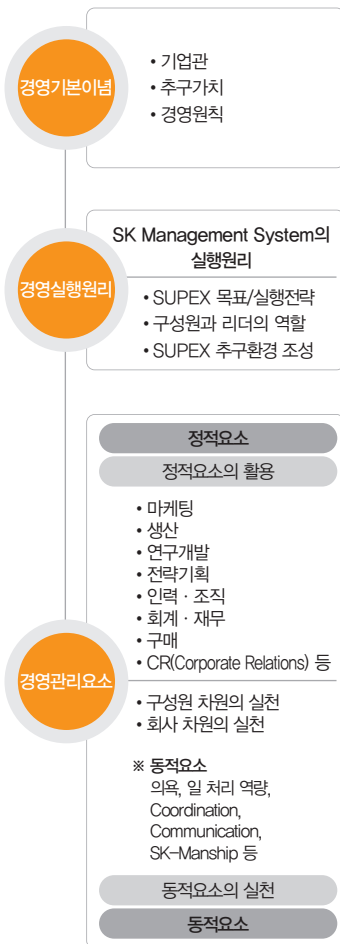 경영기본이념
• 기업관
• 추구가치
• 경영원칙
경영실행원리
SK Management System의
실행원리
• SUPEX 목표/실행전략
• 구성원과 리더의 역할
• SUPEX 추구환경 조성
경영관리요소
정적요소
정적요소의 활용
• 마케팅
• 생산
• 연구개발
• 전략기획
• 인력 · 조직
• 회계 · 재무
• 구매
• CR(Corporate Relations) 등
• 구성원 차원의 실천
• 회사 차원의 실천
※ 동적요소
의욕, 일 처리 역량,
Coordination,
Communication,
SK-Manship 등
동적요소의 실천
동적요소